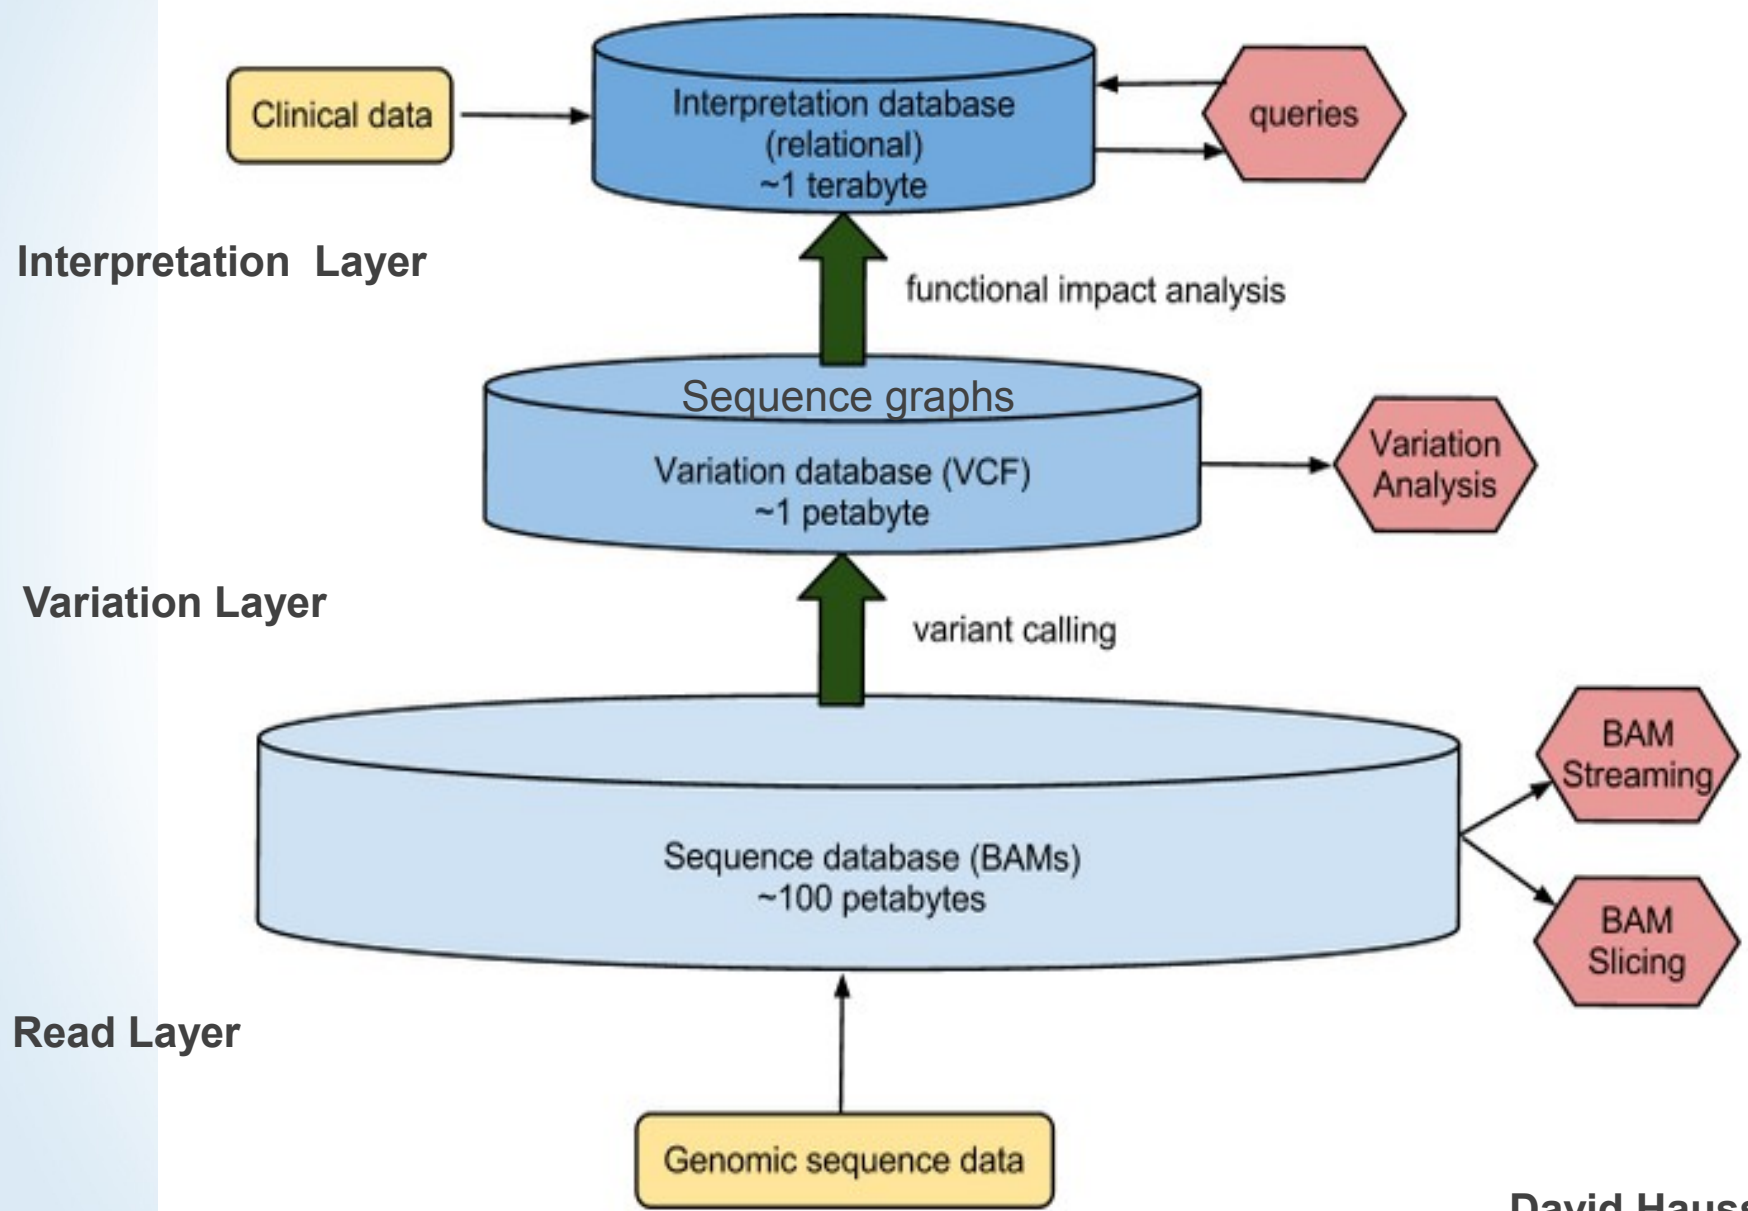 Clinical data
Interpretation database
(relational)
~1 terabyte
queries
Interpretation Layer
functional impact analysis
Sequence graphs
Variation database (VCF)
~1 petabyte
Variation
Analysis
Variation Layer
variant calling
BAM
Streaming
Sequence database (BAMs)
~100 petabytes
BAM
Slicing
Read Layer
Genomic sequence data
David